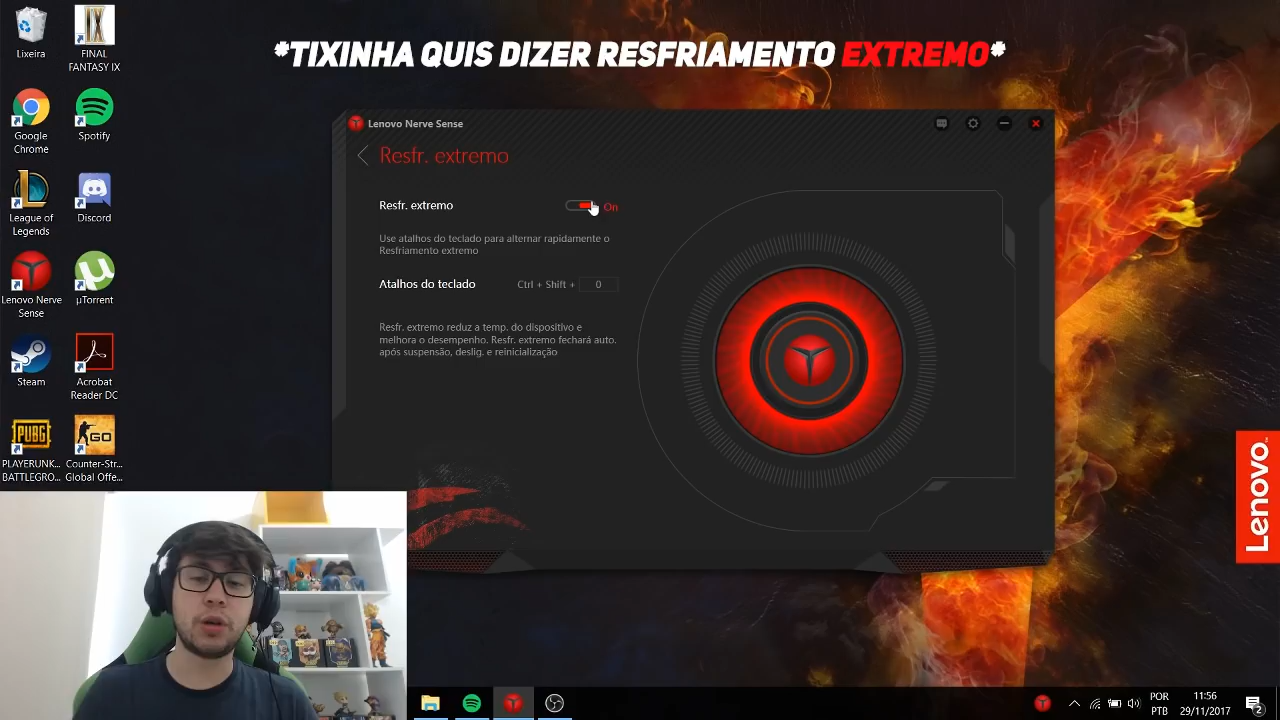 *TIXINHA QUIS DIZER RESFRIAMENTO EXTREMO*
Lixeira
FINAL
FANTASY IX
Google
Chrome
Spotify
League of
Legends
Discord
Lenovo Nerve
Sense
µTorrent
Steam
Acrobat
Reader DC
PUBG
PLAYERUNK...
BATTLEGRO...
GO
Counter-Str...
Global Offe...
Lenovo Nerve Sense
Resfr. extremo
Resfr. extremo
On
Use atalhos do teclado para alternar rapidamente o
Resfriamento extremo
Atalhos do teclado
Ctrl + Shift + 0
Resfr. extremo reduz a temp. do dispositivo e
melhora o desempenho. Resfr. extremo fechará auto.
após suspensão, deslig. e reinicialização
Lenovo
POR
PTB
11:56
29/11/2017
2